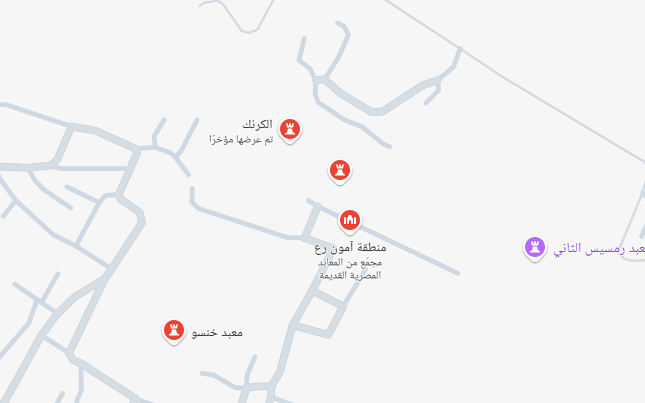 الكرنك
تم عرضها مؤخرًا
منطقة آمون رع
مجمع من المعابد
المصرية القديمة
معبد رمسيس الثاني
معبد خنسو